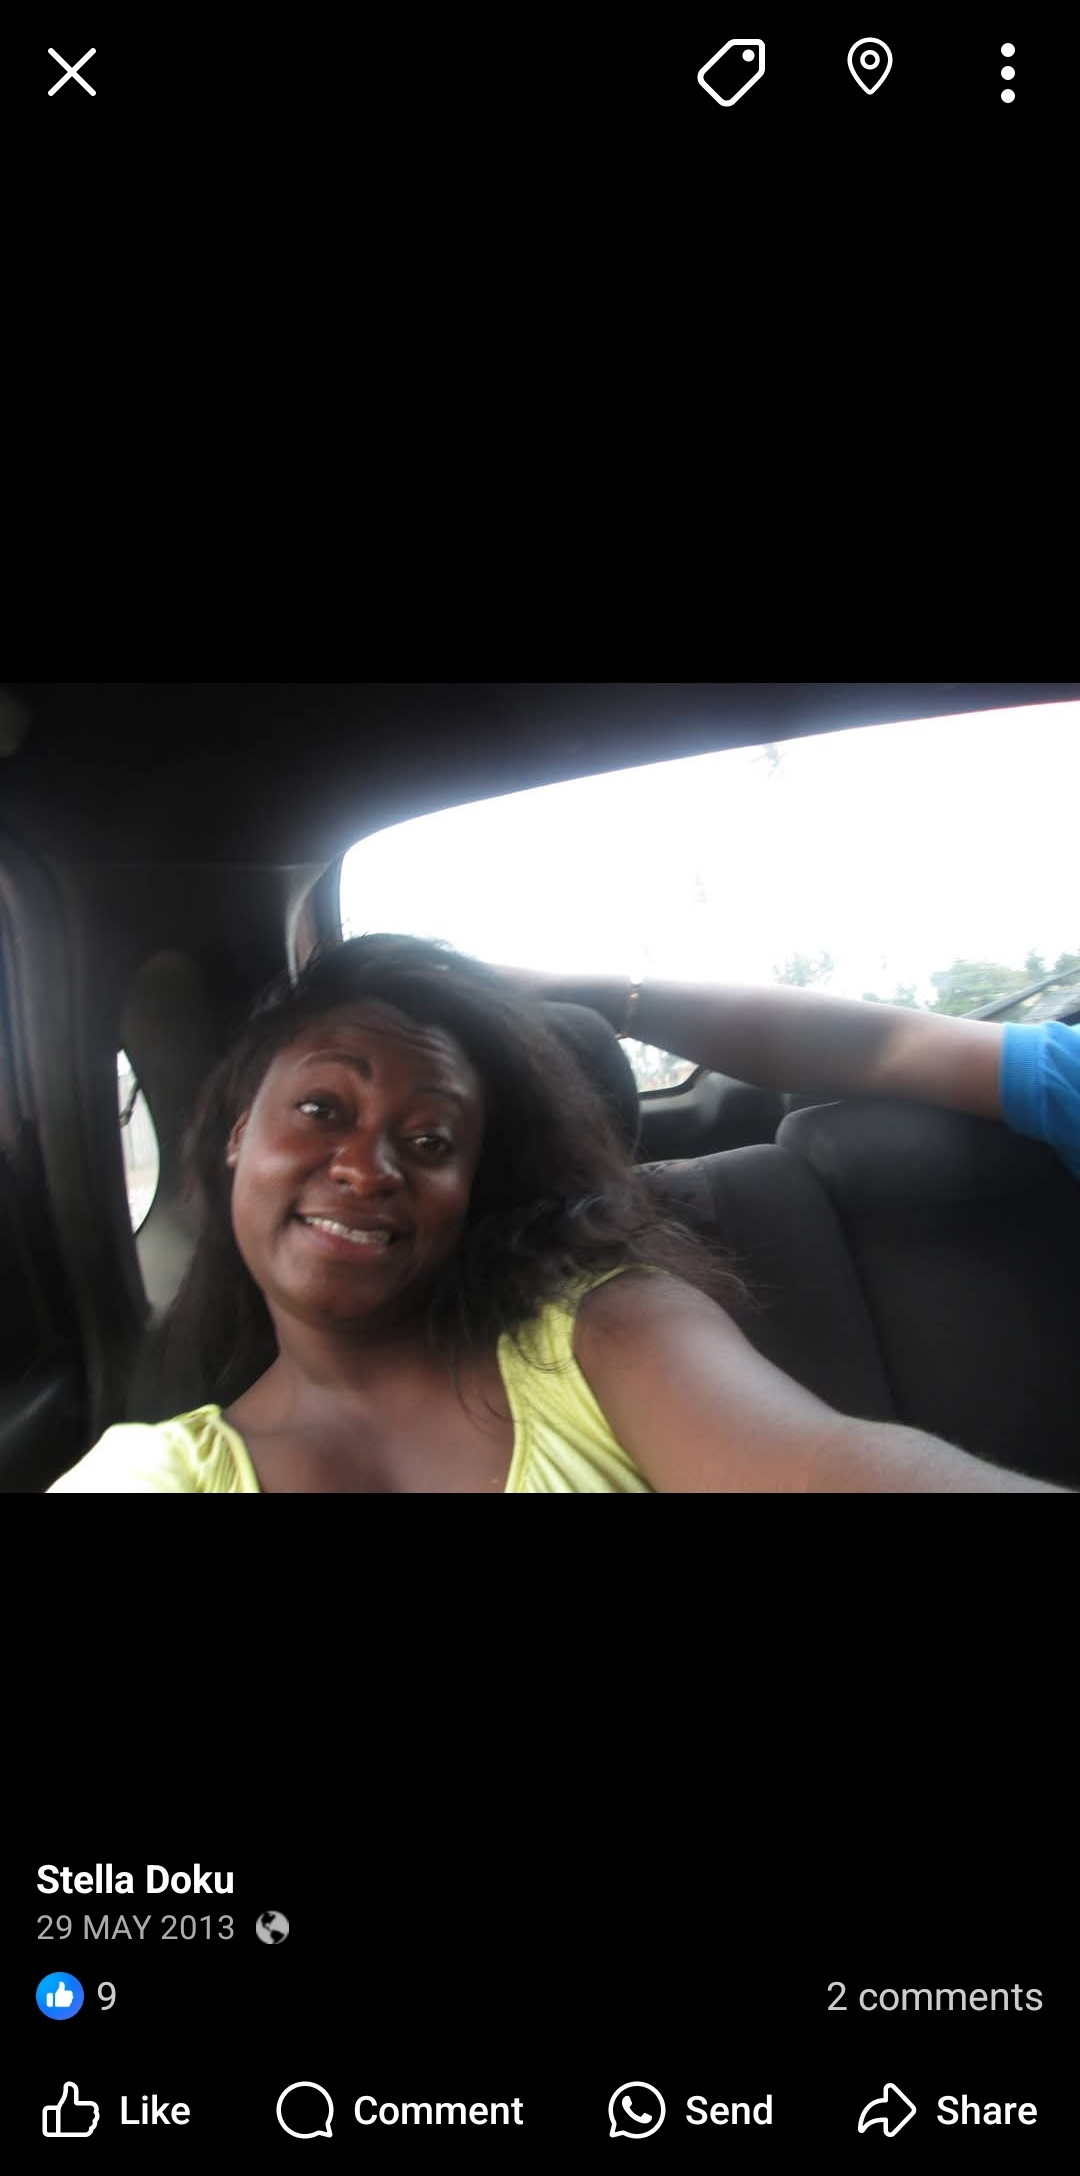 Stella Doku
29 MAY 2013
9
2 comments
Like
Comment
Send
Share